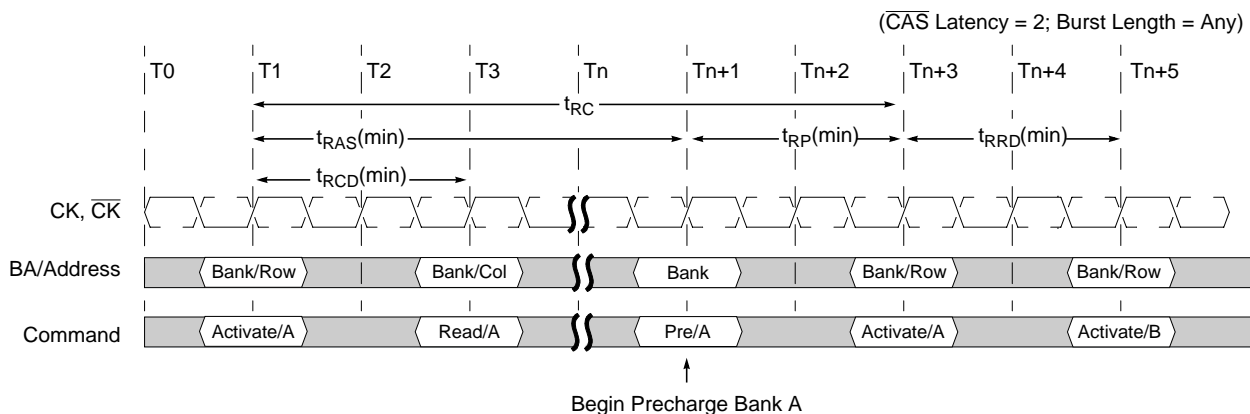 (C̅A̅S̅ Latency = 2; Burst Length = Any)
T0 T1 T2 T3 Tn Tn+1 Tn+2 Tn+3 Tn+4 Tn+5
tRC
tRAS(min) tRP(min) tRRD(min)
tRCD(min)
CK, C̅K̅
BA/Address Bank/Row Bank/Col Bank Bank/Row Bank/Row
Command Activate/A Read/A Pre/A Activate/A Activate/B
Begin Precharge Bank A